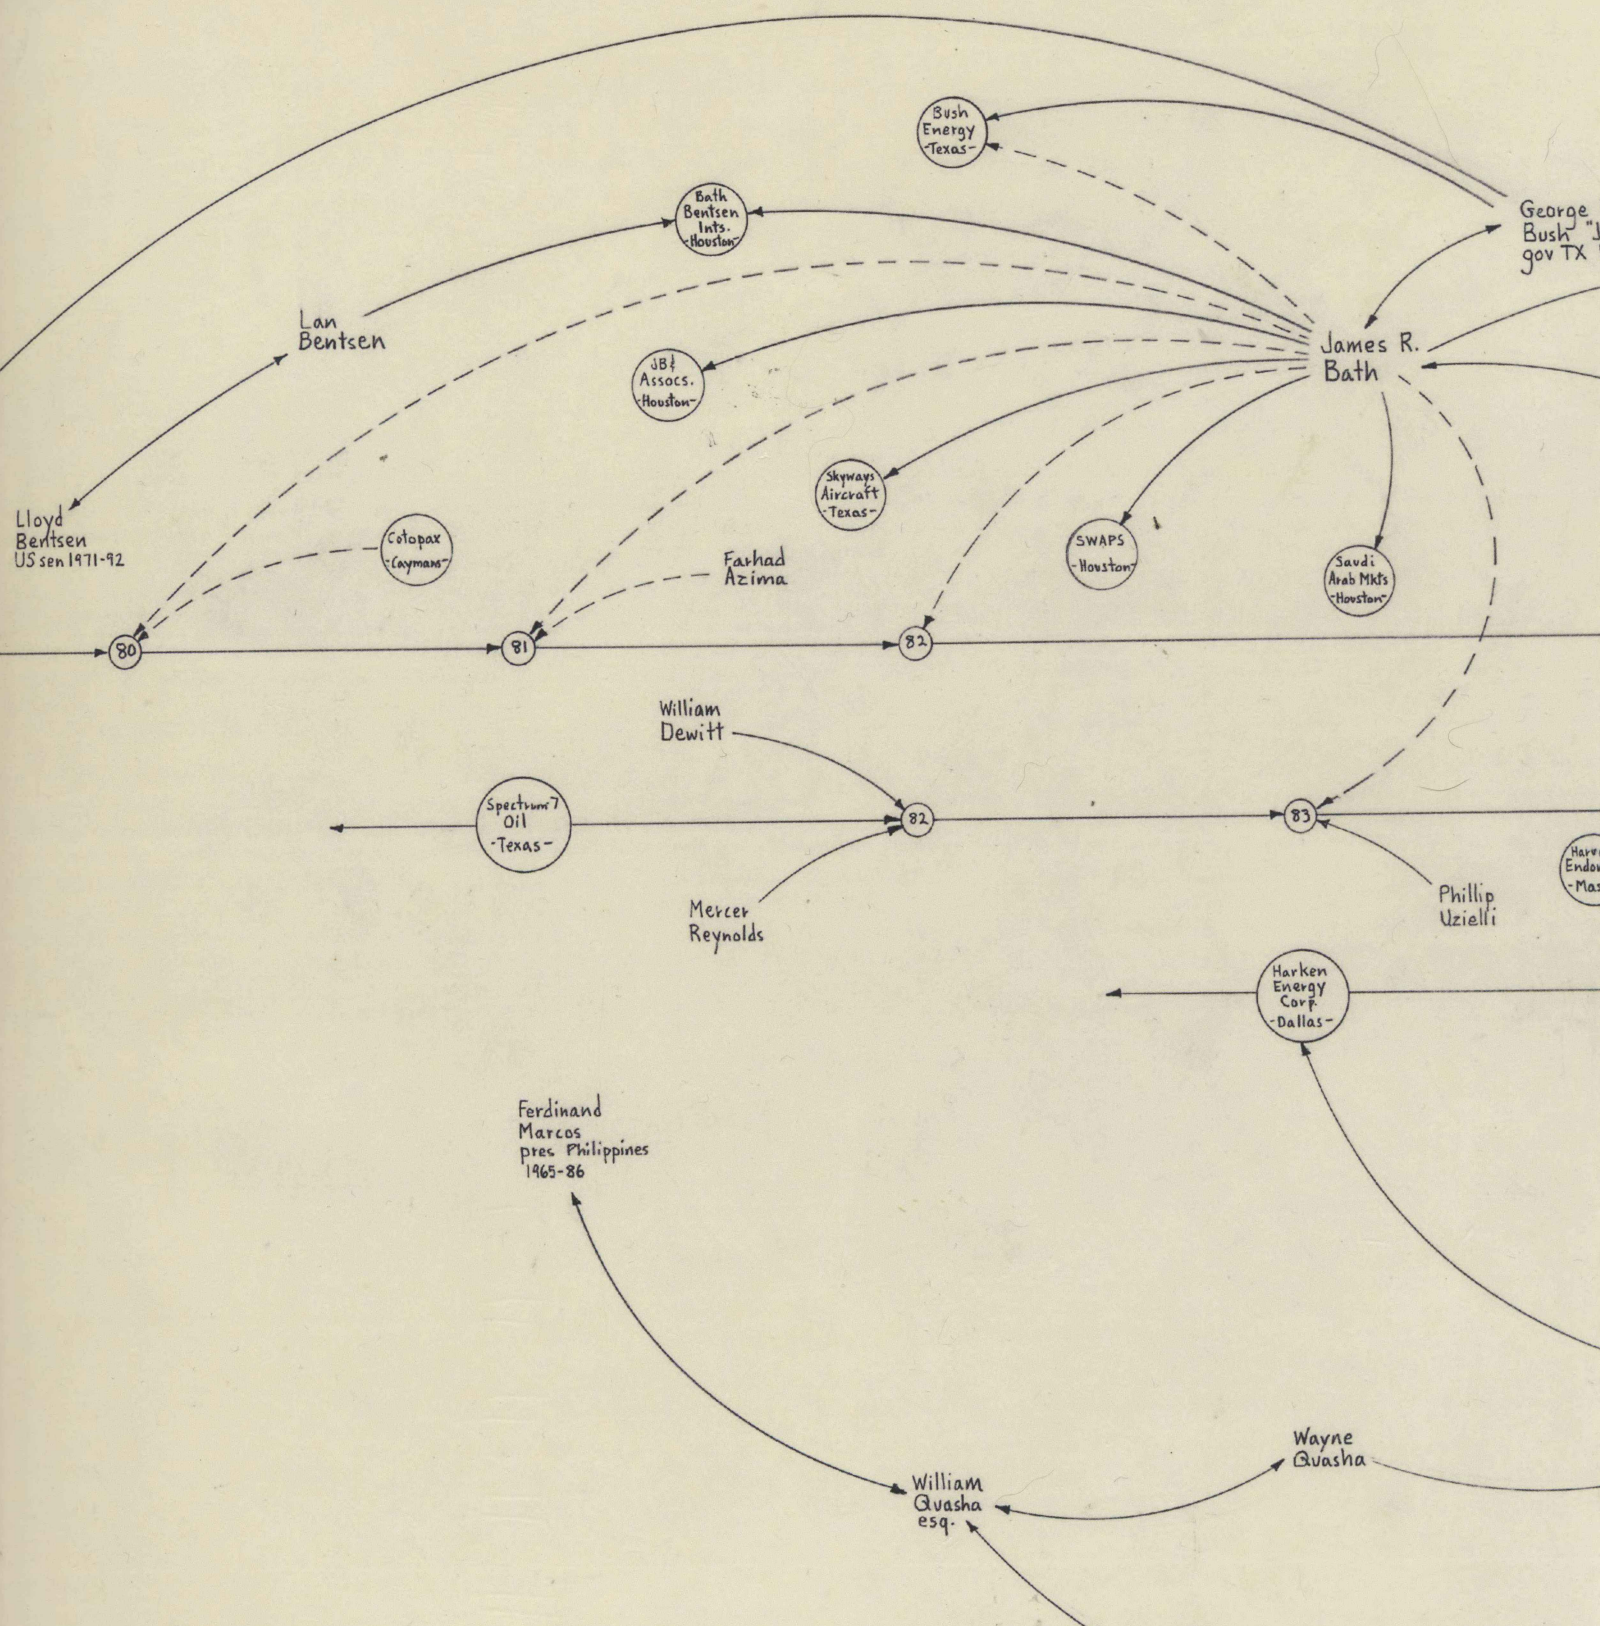 Bush
Energy
-Texas-
Bath
Bentsen
Ints.
-Houston-
George
Bush "J
gov TX
Lan
Bentsen
James R.
Bath
JB&
Assocs.
-Houston-
Skyways
Aircraft
-Texas-
Lloyd
Bentsen
US sen 1971-92
Cotopax
-Caymans-
Farhad
Azima
SWAPS
-Houston-
Saudi
Arab Mkts
-Houston-
80
81
82
William
Dewitt
Spectrum 7
Oil
-Texas-
82
83
Mercer
Reynolds
Phillip
Uzielli
Harv
Endo
-Mas
Harken
Energy
Corp.
-Dallas-
Ferdinand
Marcos
pres Philippines
1965-86
Wayne
Quasha
William
Quasha
esq.